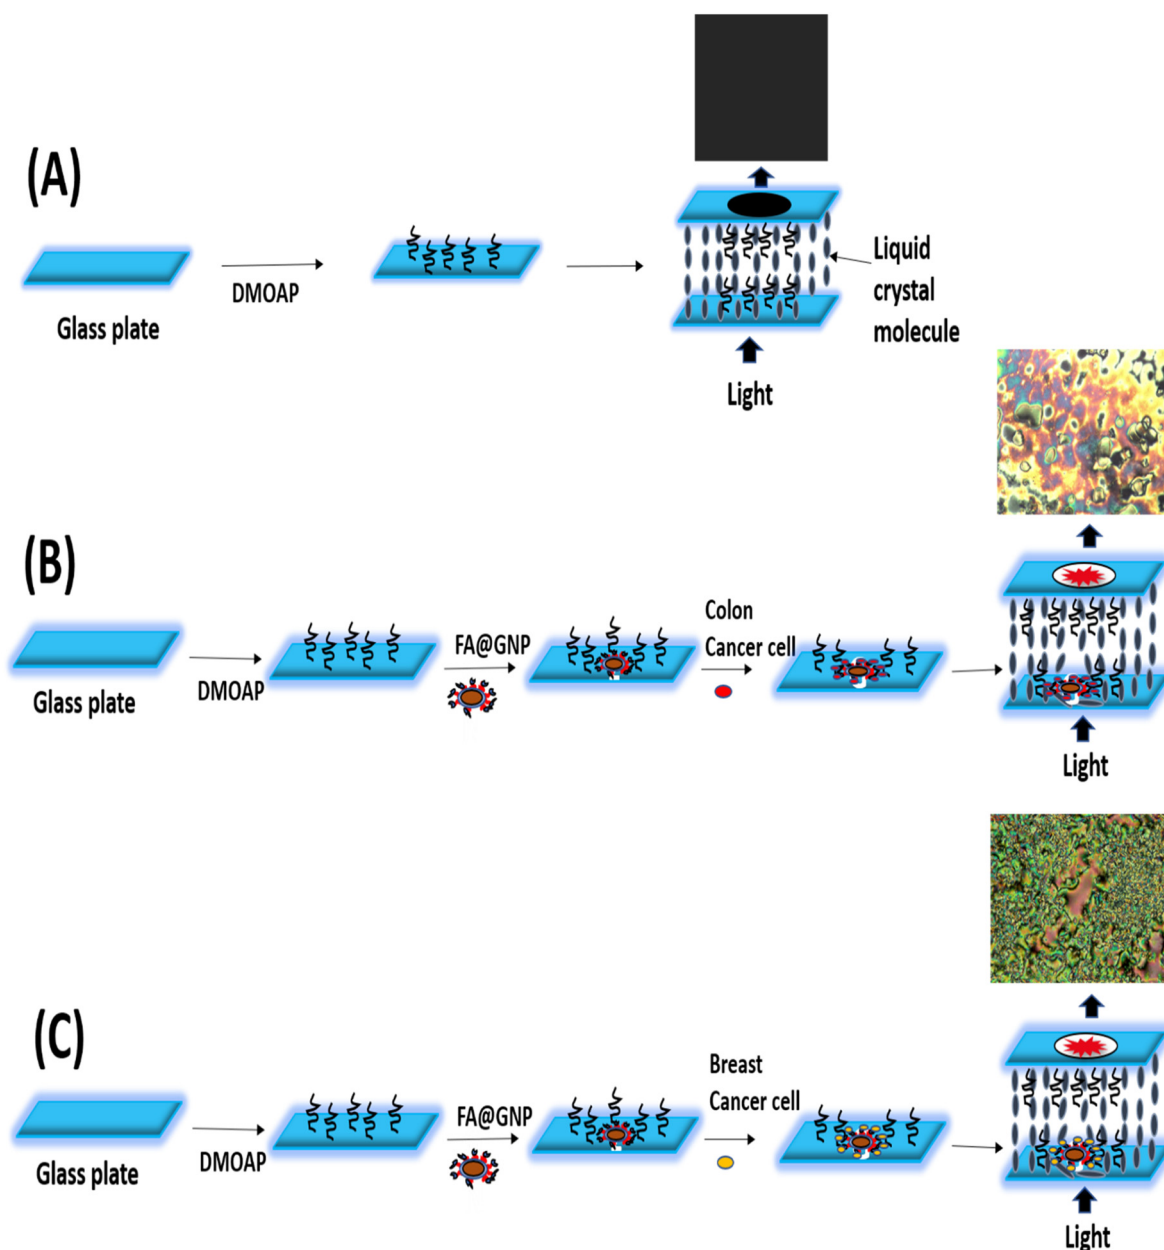 (A)
Glass plate
DMOAP
Liquid
crystal
molecule
Light
(B)
Glass plate
DMOAP
FA@GNP
Colon
Cancer cell
Light
(C)
Glass plate
DMOAP
FA@GNP
Breast
Cancer cell
Light